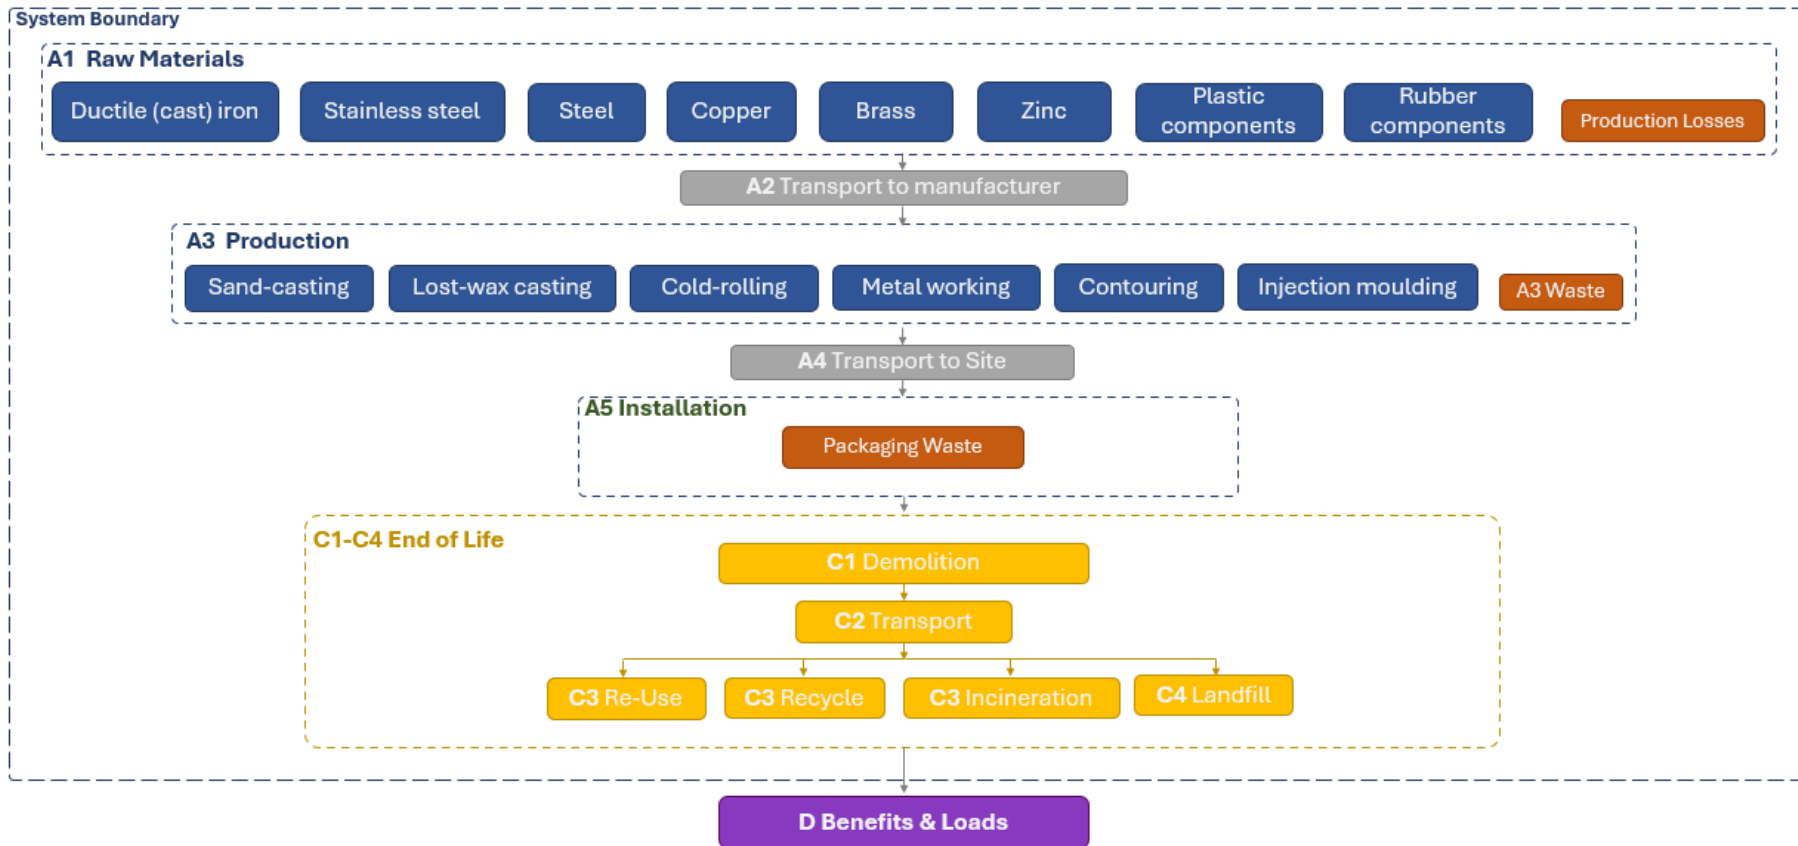 System Boundary
A1 Raw Materials
Ductile (cast) iron
Stainless steel
Steel
Copper
Brass
Zinc
Plastic
components
Rubber
components
Production Losses
A2 Transport to manufacturer
A3 Production
Sand-casting
Lost-wax casting
Cold-rolling
Metal working
Contouring
Injection moulding
A3 Waste
A4 Transport to Site
A5 Installation
Packaging Waste
C1-C4 End of Life
C1 Demolition
C2 Transport
C3 Re-Use
C3 Recycle
C3 Incineration
C4 Landfill
D Benefits & Loads